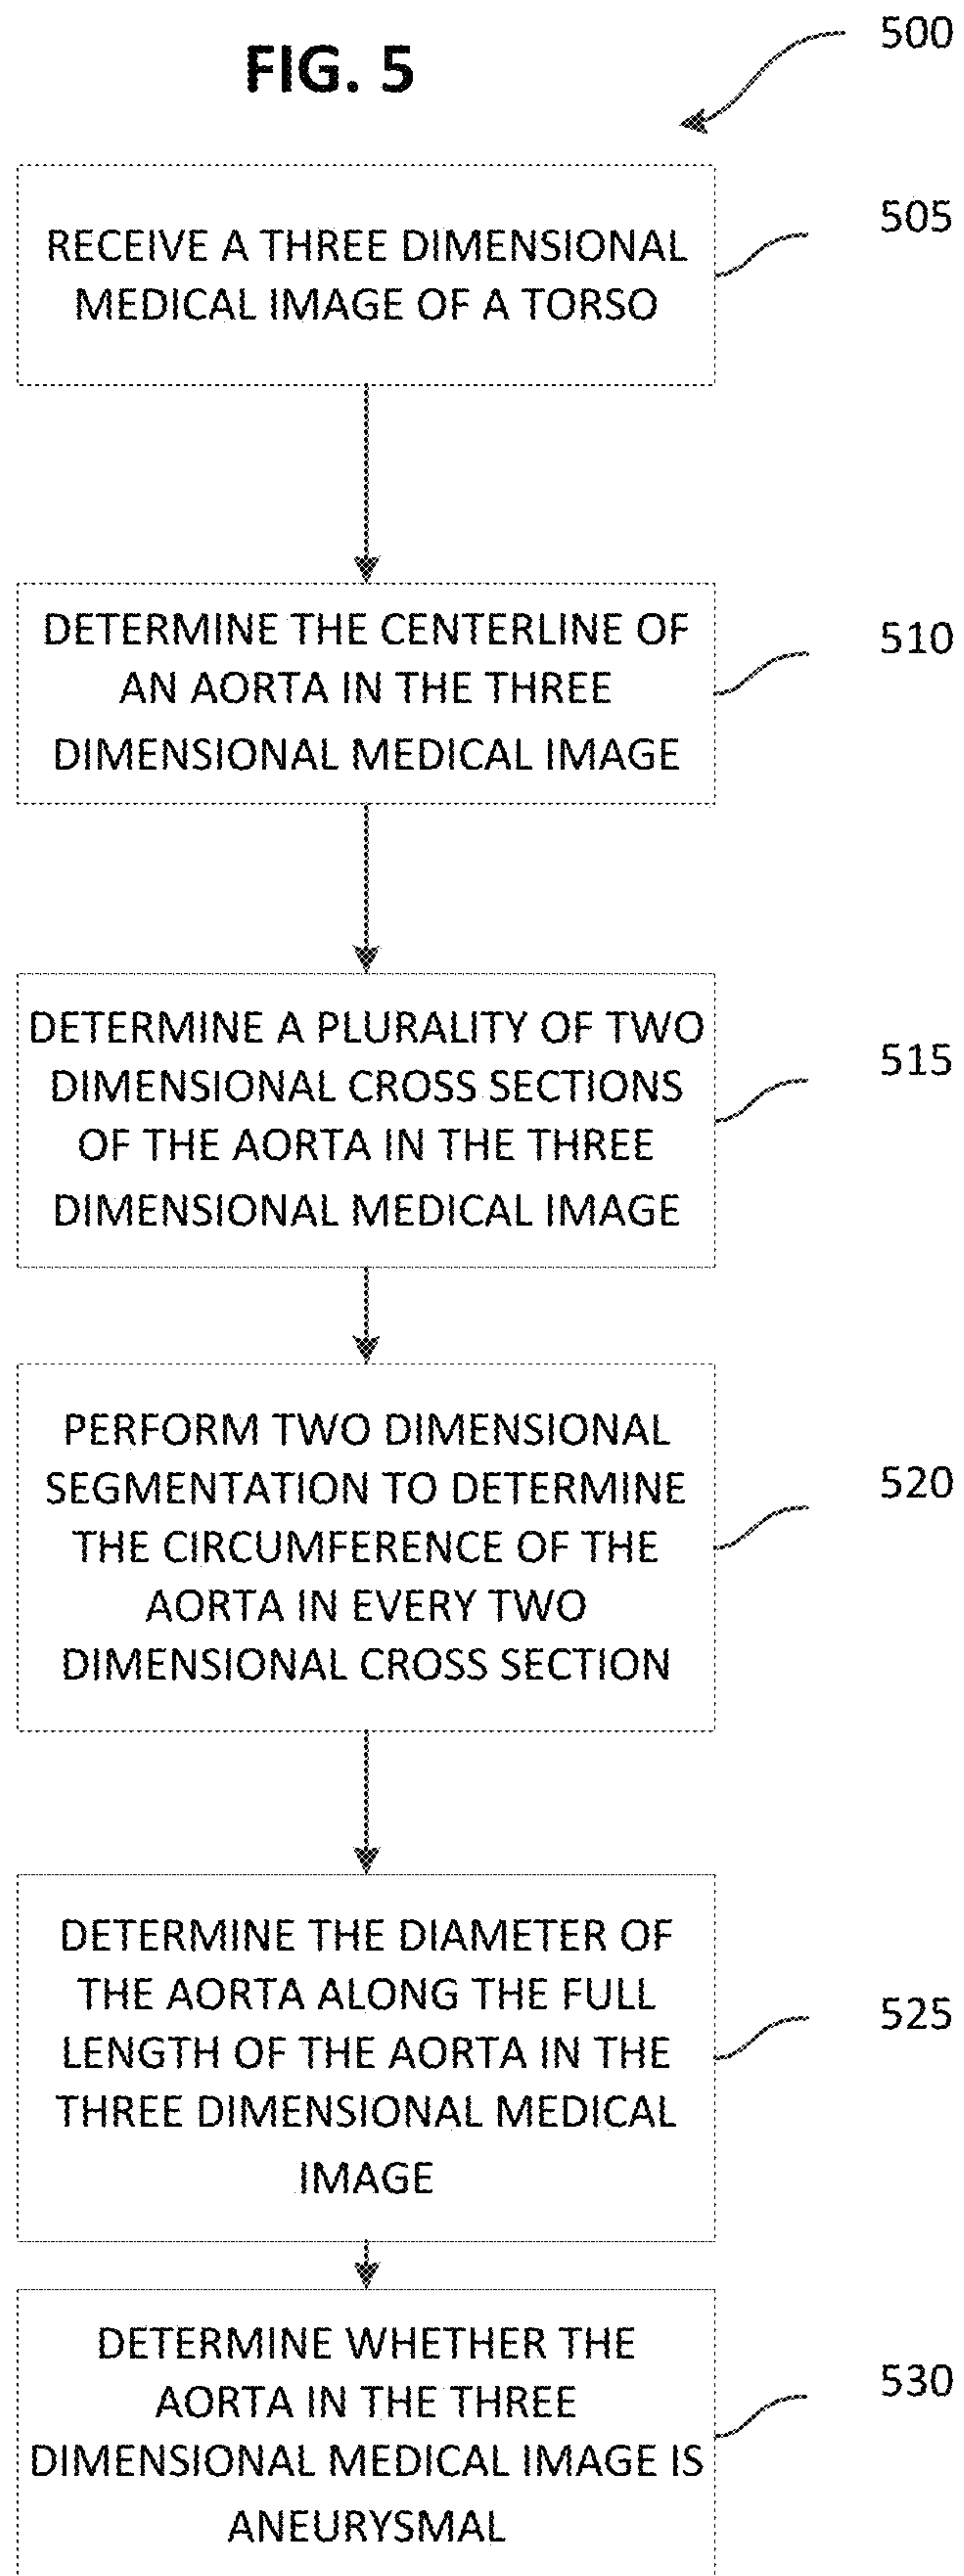 FIG. 5
500
RECEIVE A THREE DIMENSIONAL
MEDICAL IMAGE OF A TORSO
505
DETERMINE THE CENTERLINE OF
AN AORTA IN THE THREE
DIMENSIONAL MEDICAL IMAGE
510
DETERMINE A PLURALITY OF TWO
DIMENSIONAL CROSS SECTIONS
OF THE AORTA IN THE THREE
DIMENSIONAL MEDICAL IMAGE
515
PERFORM TWO DIMENSIONAL
SEGMENTATION TO DETERMINE
THE CIRCUMFERENCE OF THE
AORTA IN EVERY TWO
DIMENSIONAL CROSS SECTION
520
DETERMINE THE DIAMETER OF
THE AORTA ALONG THE FULL
LENGTH OF THE AORTA IN THE
THREE DIMENSIONAL MEDICAL
IMAGE
525
DETERMINE WHETHER THE
AORTA IN THE THREE
DIMENSIONAL MEDICAL IMAGE IS
ANEURYSMAL
530